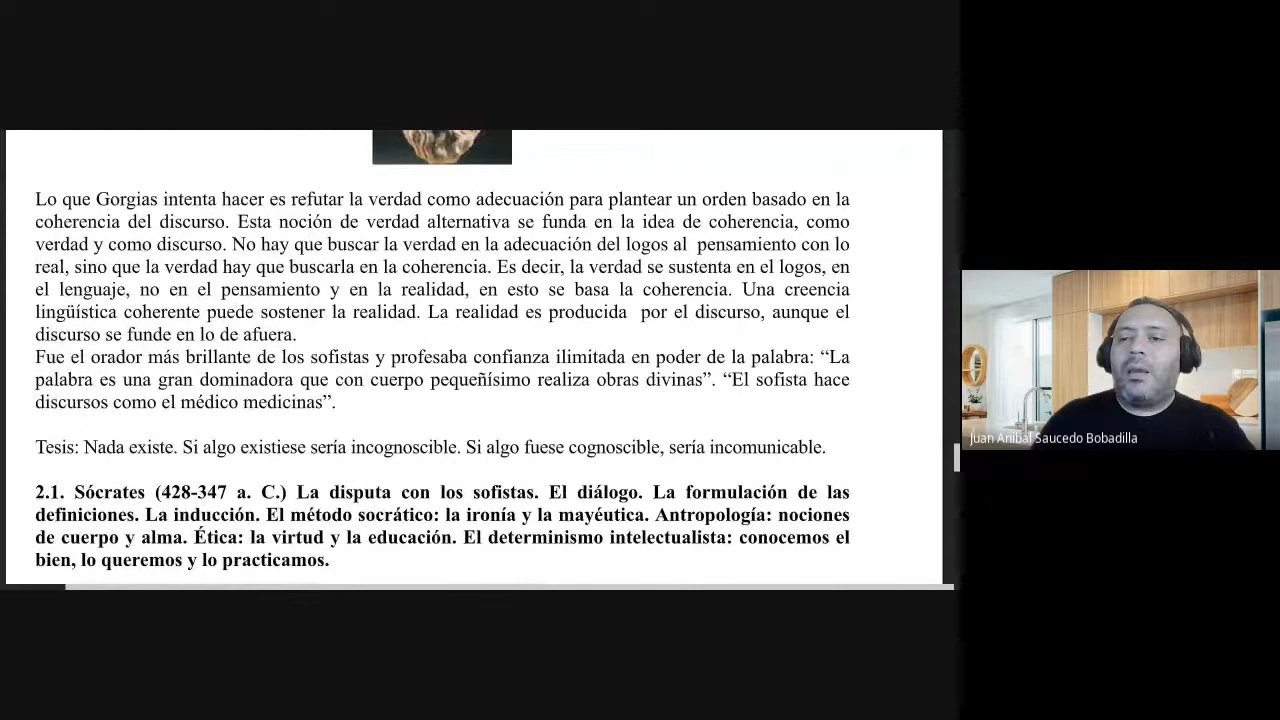 Lo que Gorgias intenta hacer es refutar la verdad como adecuación para plantear un orden basado en la
coherencia del discurso. Esta noción de verdad alternativa se funda en la idea de coherencia, como
verdad y como discurso. No hay que buscar la verdad en la adecuación del logos al pensamiento con lo
real, sino que la verdad hay que buscarla en la coherencia. Es decir, la verdad se sustenta en el logos, en
el lenguaje, no en el pensamiento y en la realidad, en esto se basa la coherencia. Una creencia
lingüística coherente puede sostener la realidad. La realidad es producida por el discurso, aunque el
discurso se funde en lo de afuera.
Fue el orador más brillante de los sofistas y profesaba confianza ilimitada en poder de la palabra: “La
palabra es una gran dominadora que con cuerpo pequeñísimo realiza obras divinas”. “El sofista hace
discursos como el médico medicinas”.
Tesis: Nada existe. Si algo existiese sería incognoscible. Si algo fuese cognoscible, sería incomunicable.
2.1. Sócrates (428-347 a. C.) La disputa con los sofistas. El diálogo. La formulación de las
definiciones. La inducción. El método socrático: la ironía y la mayéutica. Antropología: nociones
de cuerpo y alma. Ética: la virtud y la educación. El determinismo intelectualista: conocemos el
bien, lo queremos y lo practicamos.
Juan Anibal Saucedo Bobadilla